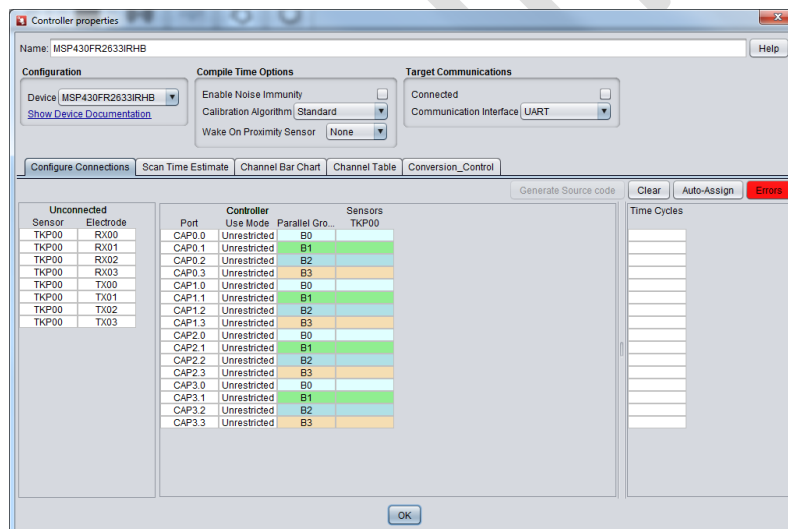 Controller properties
Name: MSP430FR2633IRHB Help
Configuration Compile Time Options Target Communications
Device MSP430FR2633IRHB Enable Noise Immunity Connected
Show Device Documentation Calibration Algorithm Standard Communication Interface UART
Wake On Proximity Sensor None
Configure Connections Scan Time Estimate Channel Bar Chart Channel Table Conversion_Control
Generate Source code Clear Auto-Assign Errors
Unconnected Controller Sensors Time Cycles
Sensor Electrode Port Use Mode Parallel Gro... TKP00
TKP00 RX00 CAP0.0 Unrestricted B0
TKP00 RX01 CAP0.1 Unrestricted B1
TKP00 RX02 CAP0.2 Unrestricted B2
TKP00 RX03 CAP0.3 Unrestricted B3
TKP00 TX00 CAP1.0 Unrestricted B0
TKP00 TX01 CAP1.1 Unrestricted B1
TKP00 TX02 CAP1.2 Unrestricted B2
TKP00 TX03 CAP1.3 Unrestricted B3
CAP2.0 Unrestricted B0
CAP2.1 Unrestricted B1
CAP2.2 Unrestricted B2
CAP2.3 Unrestricted B3
CAP3.0 Unrestricted B0
CAP3.1 Unrestricted B1
CAP3.2 Unrestricted B2
CAP3.3 Unrestricted B3
OK